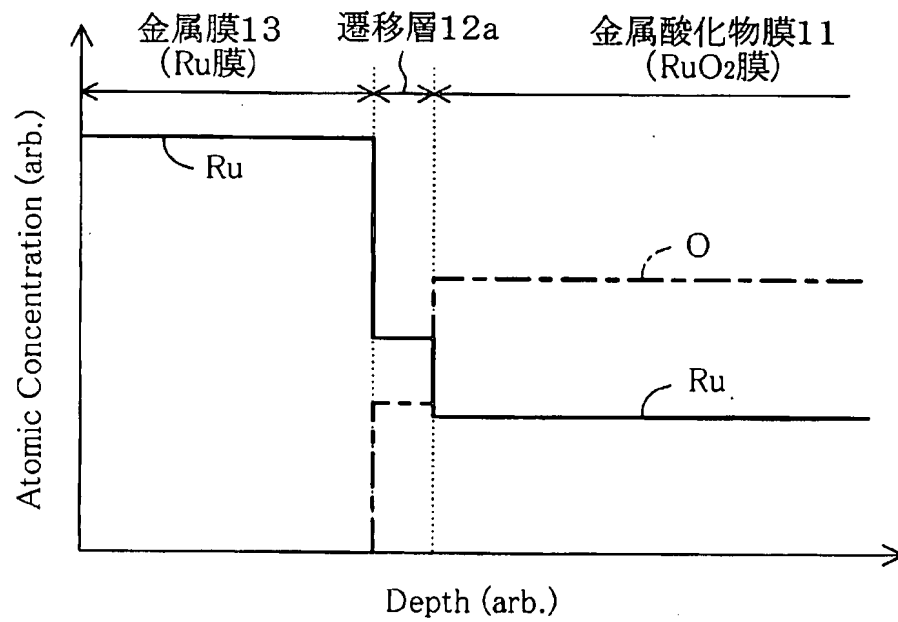 金属膜13
(Ru膜)
遷移層12a
金属酸化物膜11
(RuO2膜)
Ru
O
Ru
Atomic Concentration (arb.)
Depth (arb.)